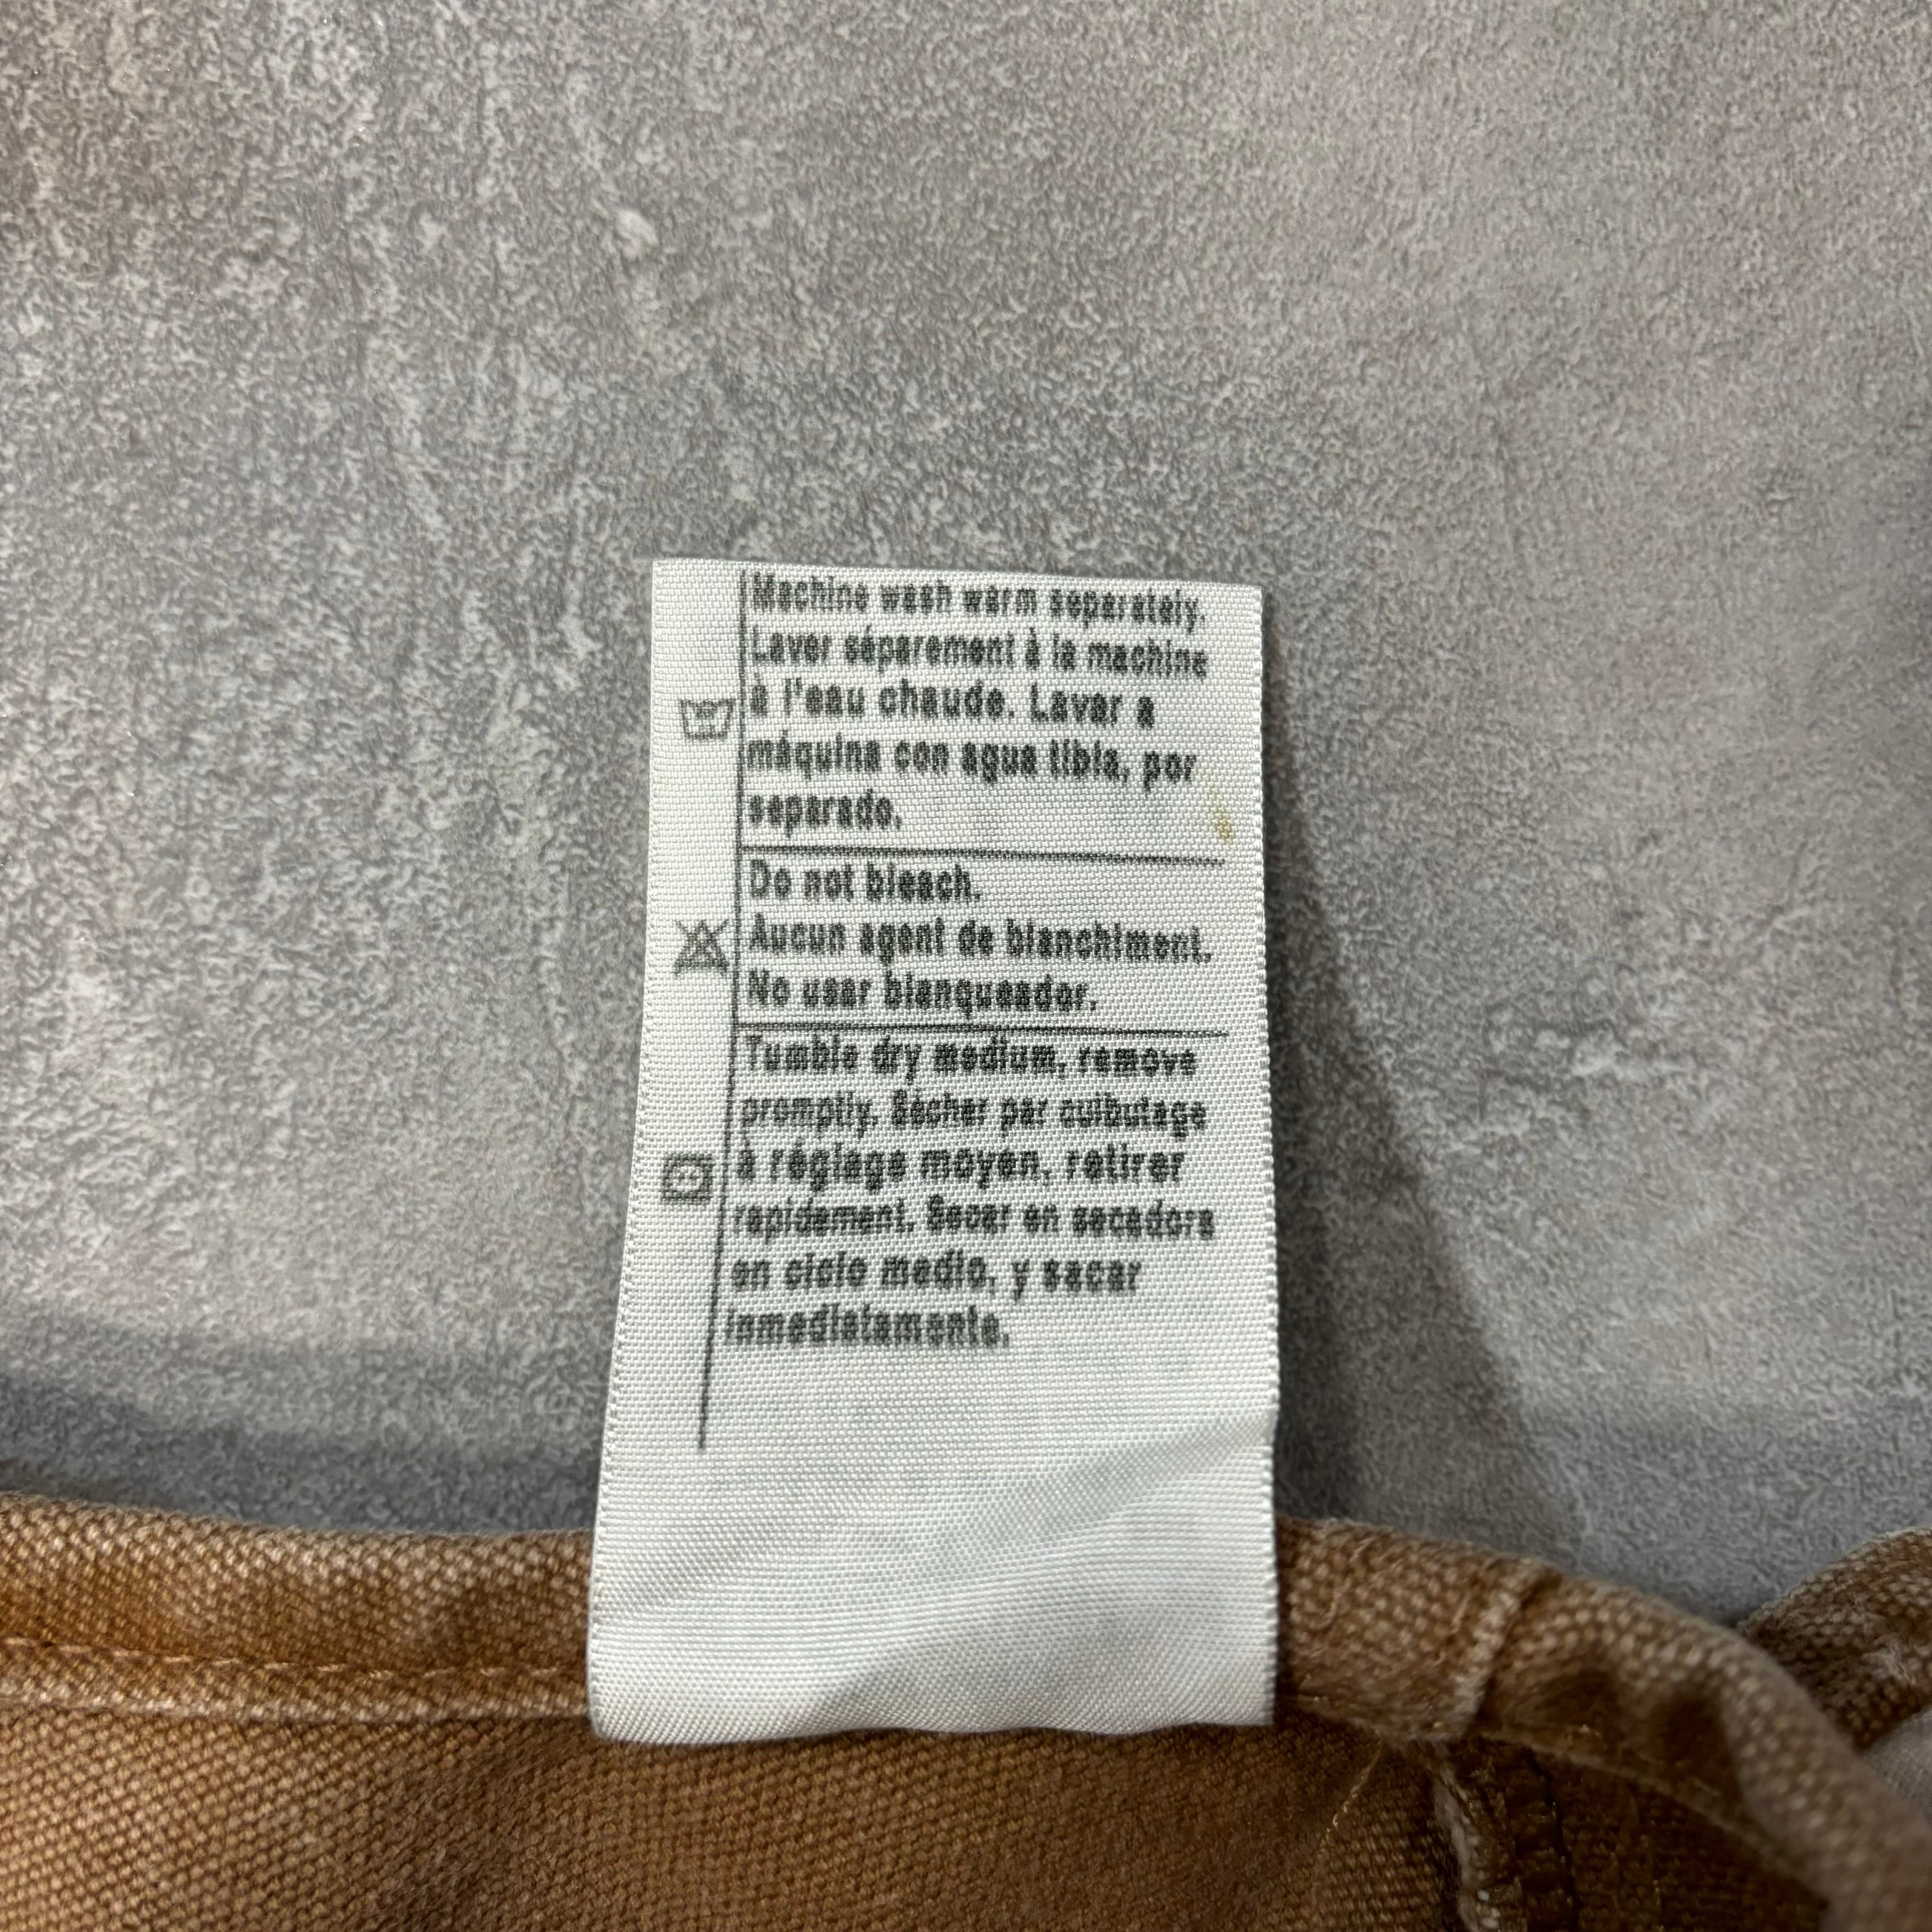 Machine wash warm separately.
Laver séparement à la machine
à l'eau chaude. Lavar a
máquina con agua tibia, por
separado.
Do not bleach.
Aucun agent de blanchiment.
No usar blanqueador.
Tumble dry medium, remove
promptly. Sécher par culbutage
à réglage moyen, retirer
rapidement. Secar en secadora
en ciclo medio, y sacar
inmediatamente.